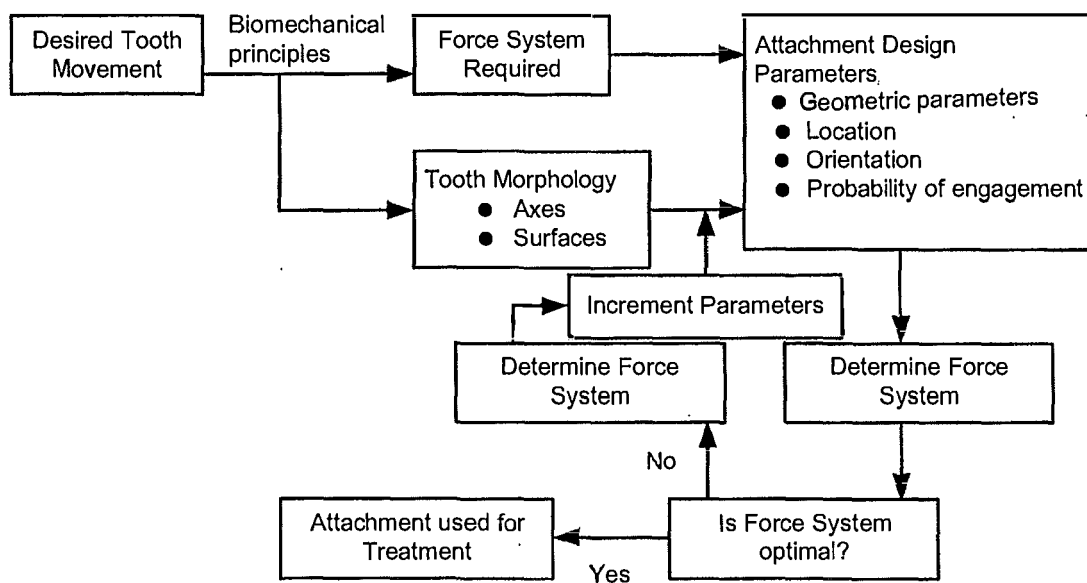 Desired Tooth
Movement
Biomechanical
principles
Force System
Required
Attachment Design
Parameters
● Geometric parameters
● Location
● Orientation
● Probability of engagement
Tooth Morphology
● Axes
● Surfaces
Increment Parameters
Determine Force
System
Determine Force
System
No
Attachment used for
Treatment
Yes
Is Force System
optimal?